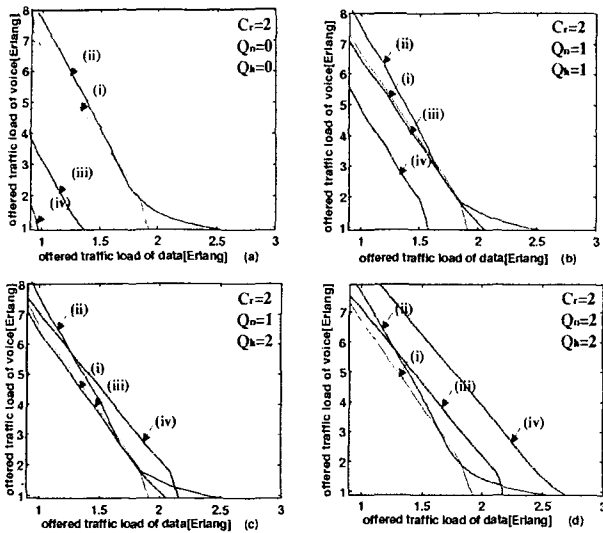 8
7
6
5
4
3
2
1
offered traffic load of voice[Erlang]
Cr=2
Qn=0
Qh=0
(ii)
(i)
(iii)
(iv)
1
1.5
2
2.5
3
offered traffic load of data[Erlang]
(a)
8
7
6
5
4
3
2
1
offered traffic load of voice[Erlang]
Cr=2
Qn=1
Qh=1
(ii)
(i)
(iii)
(iv)
1
1.5
2
2.5
3
offered traffic load of data[Erlang]
(b)
8
7
6
5
4
3
2
1
offered traffic load of voice[Erlang]
Cr=2
Qn=1
Qh=2
(ii)
(i)
(iii)
(iv)
1
1.5
2
2.5
3
offered traffic load of data[Erlang]
(c)
7
6
5
4
3
2
1
offered traffic load of voice[Erlang]
Cr=2
Qn=2
Qh=2
(ii)
(i)
(iii)
(iv)
1
1.5
2
2.5
3
offered traffic load of data[Erlang]
(d)